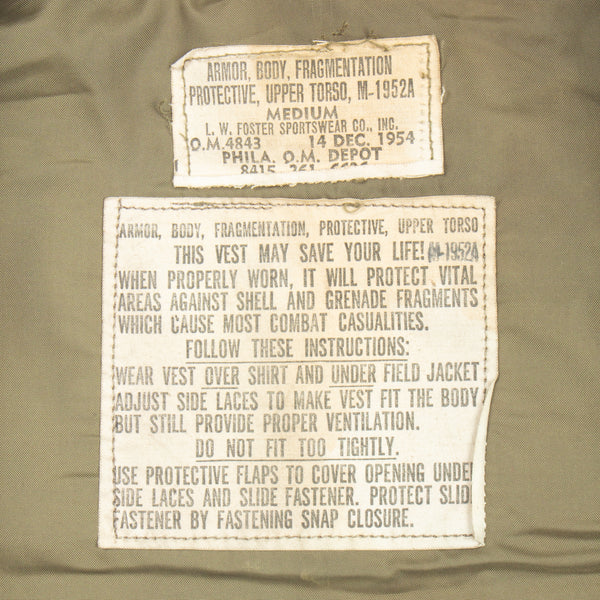 ARMOR, BODY, FRAGMENTATION
PROTECTIVE, UPPER TORSO, M-1952A
MEDIUM
L. W. FOSTER SPORTSWEAR CO., INC.
O.M.4843 14 DEC. 1954
PHILA. O.M. DEPOT
8415 261 6636
ARMOR, BODY, FRAGMENTATION, PROTECTIVE, UPPER TORSO
THIS VEST MAY SAVE YOUR LIFE! M-1952A
WHEN PROPERLY WORN, IT WILL PROTECT VITAL
AREAS AGAINST SHELL AND GRENADE FRAGMENTS
WHICH CAUSE MOST COMBAT CASUALITIES.
FOLLOW THESE INSTRUCTIONS:
WEAR VEST OVER SHIRT AND UNDER FIELD JACKET
ADJUST SIDE LACES TO MAKE VEST FIT THE BODY
BUT STILL PROVIDE PROPER VENTILATION.
DO NOT FIT TOO TIGHTLY.
USE PROTECTIVE FLAPS TO COVER OPENING UNDE
SIDE LACES AND SLIDE FASTENER. PROTECT SLID
FASTENER BY FASTENING SNAP CLOSURE.